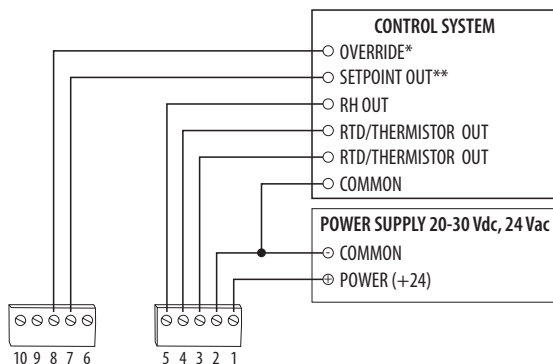 CONTROL SYSTEM
OVERRIDE*
SETPOINT OUT**
RH OUT
RTD/THERMISTOR OUT
RTD/THERMISTOR OUT
COMMON
POWER SUPPLY 20-30 Vdc, 24 Vac
COMMON
POWER (+24)
10 9 8 7 6
5 4 3 2 1